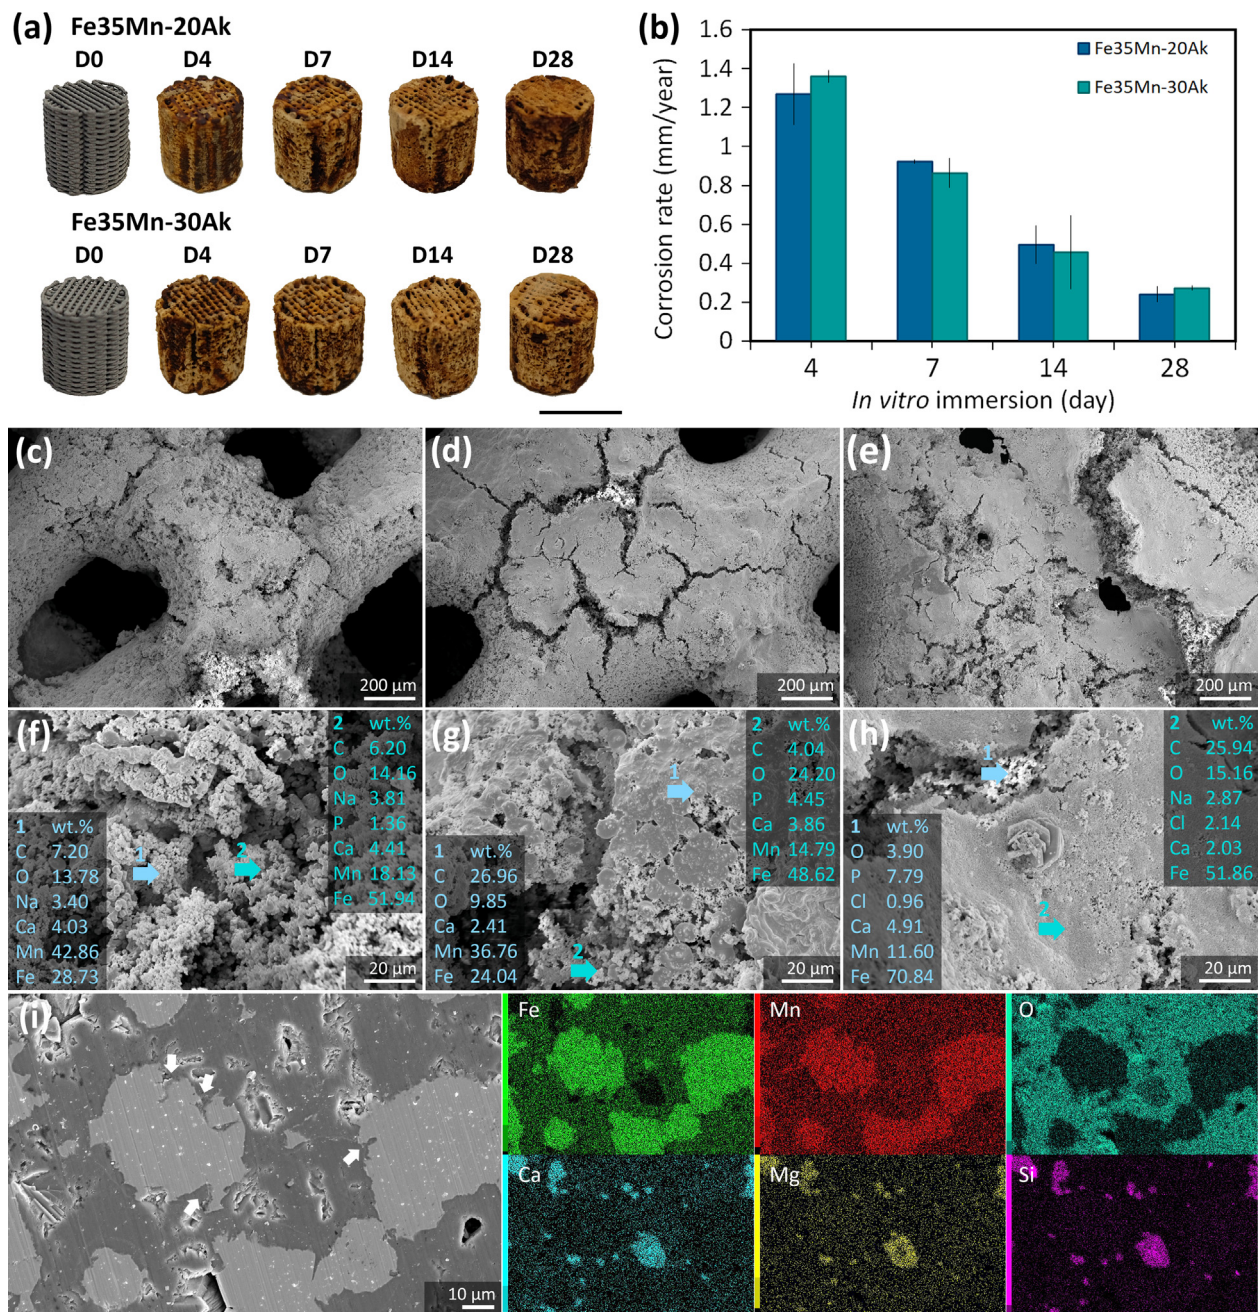 (a)
Fe35Mn-20Ak
D0 D4 D7 D14 D28
Fe35Mn-30Ak
D0 D4 D7 D14 D28
(b)
Corrosion rate (mm/year)
1.6
1.4
1.2
1
0.8
0.6
0.4
0.2
0
Fe35Mn-20Ak
Fe35Mn-30Ak
4 7 14 28
In vitro immersion (day)
(c)
200 µm
(d)
200 µm
(e)
200 µm
(f)
1 wt.%
C 7.20
O 13.78
Na 3.40
Ca 4.03
Mn 42.86
Fe 28.73
1
2
2 wt.%
C 6.20
O 14.16
Na 3.81
P 1.36
Ca 4.41
Mn 18.13
Fe 51.94
20 µm
(g)
1 wt.%
C 26.96
O 9.85
Ca 2.41
Mn 36.76
Fe 24.04
1
2
2 wt.%
C 4.04
O 24.20
P 4.45
Ca 3.86
Mn 14.79
Fe 48.62
20 µm
(h)
1 wt.%
O 3.90
P 7.79
Cl 0.96
Ca 4.91
Mn 11.60
Fe 70.84
1
2
2 wt.%
C 25.94
O 15.16
Na 2.87
Cl 2.14
Ca 2.03
Fe 51.86
20 µm
(i)
10 µm
Fe
Mn
O
Ca
Mg
Si